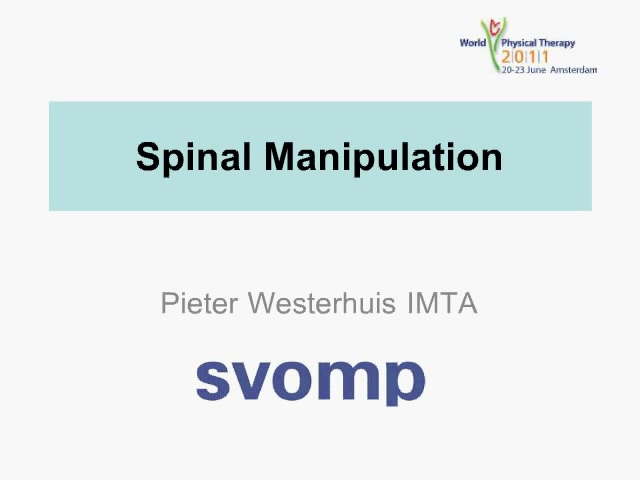 World Physical Therapy
2011
20-23 June Amsterdam
Spinal Manipulation
Pieter Westerhuis IMTA
svomp